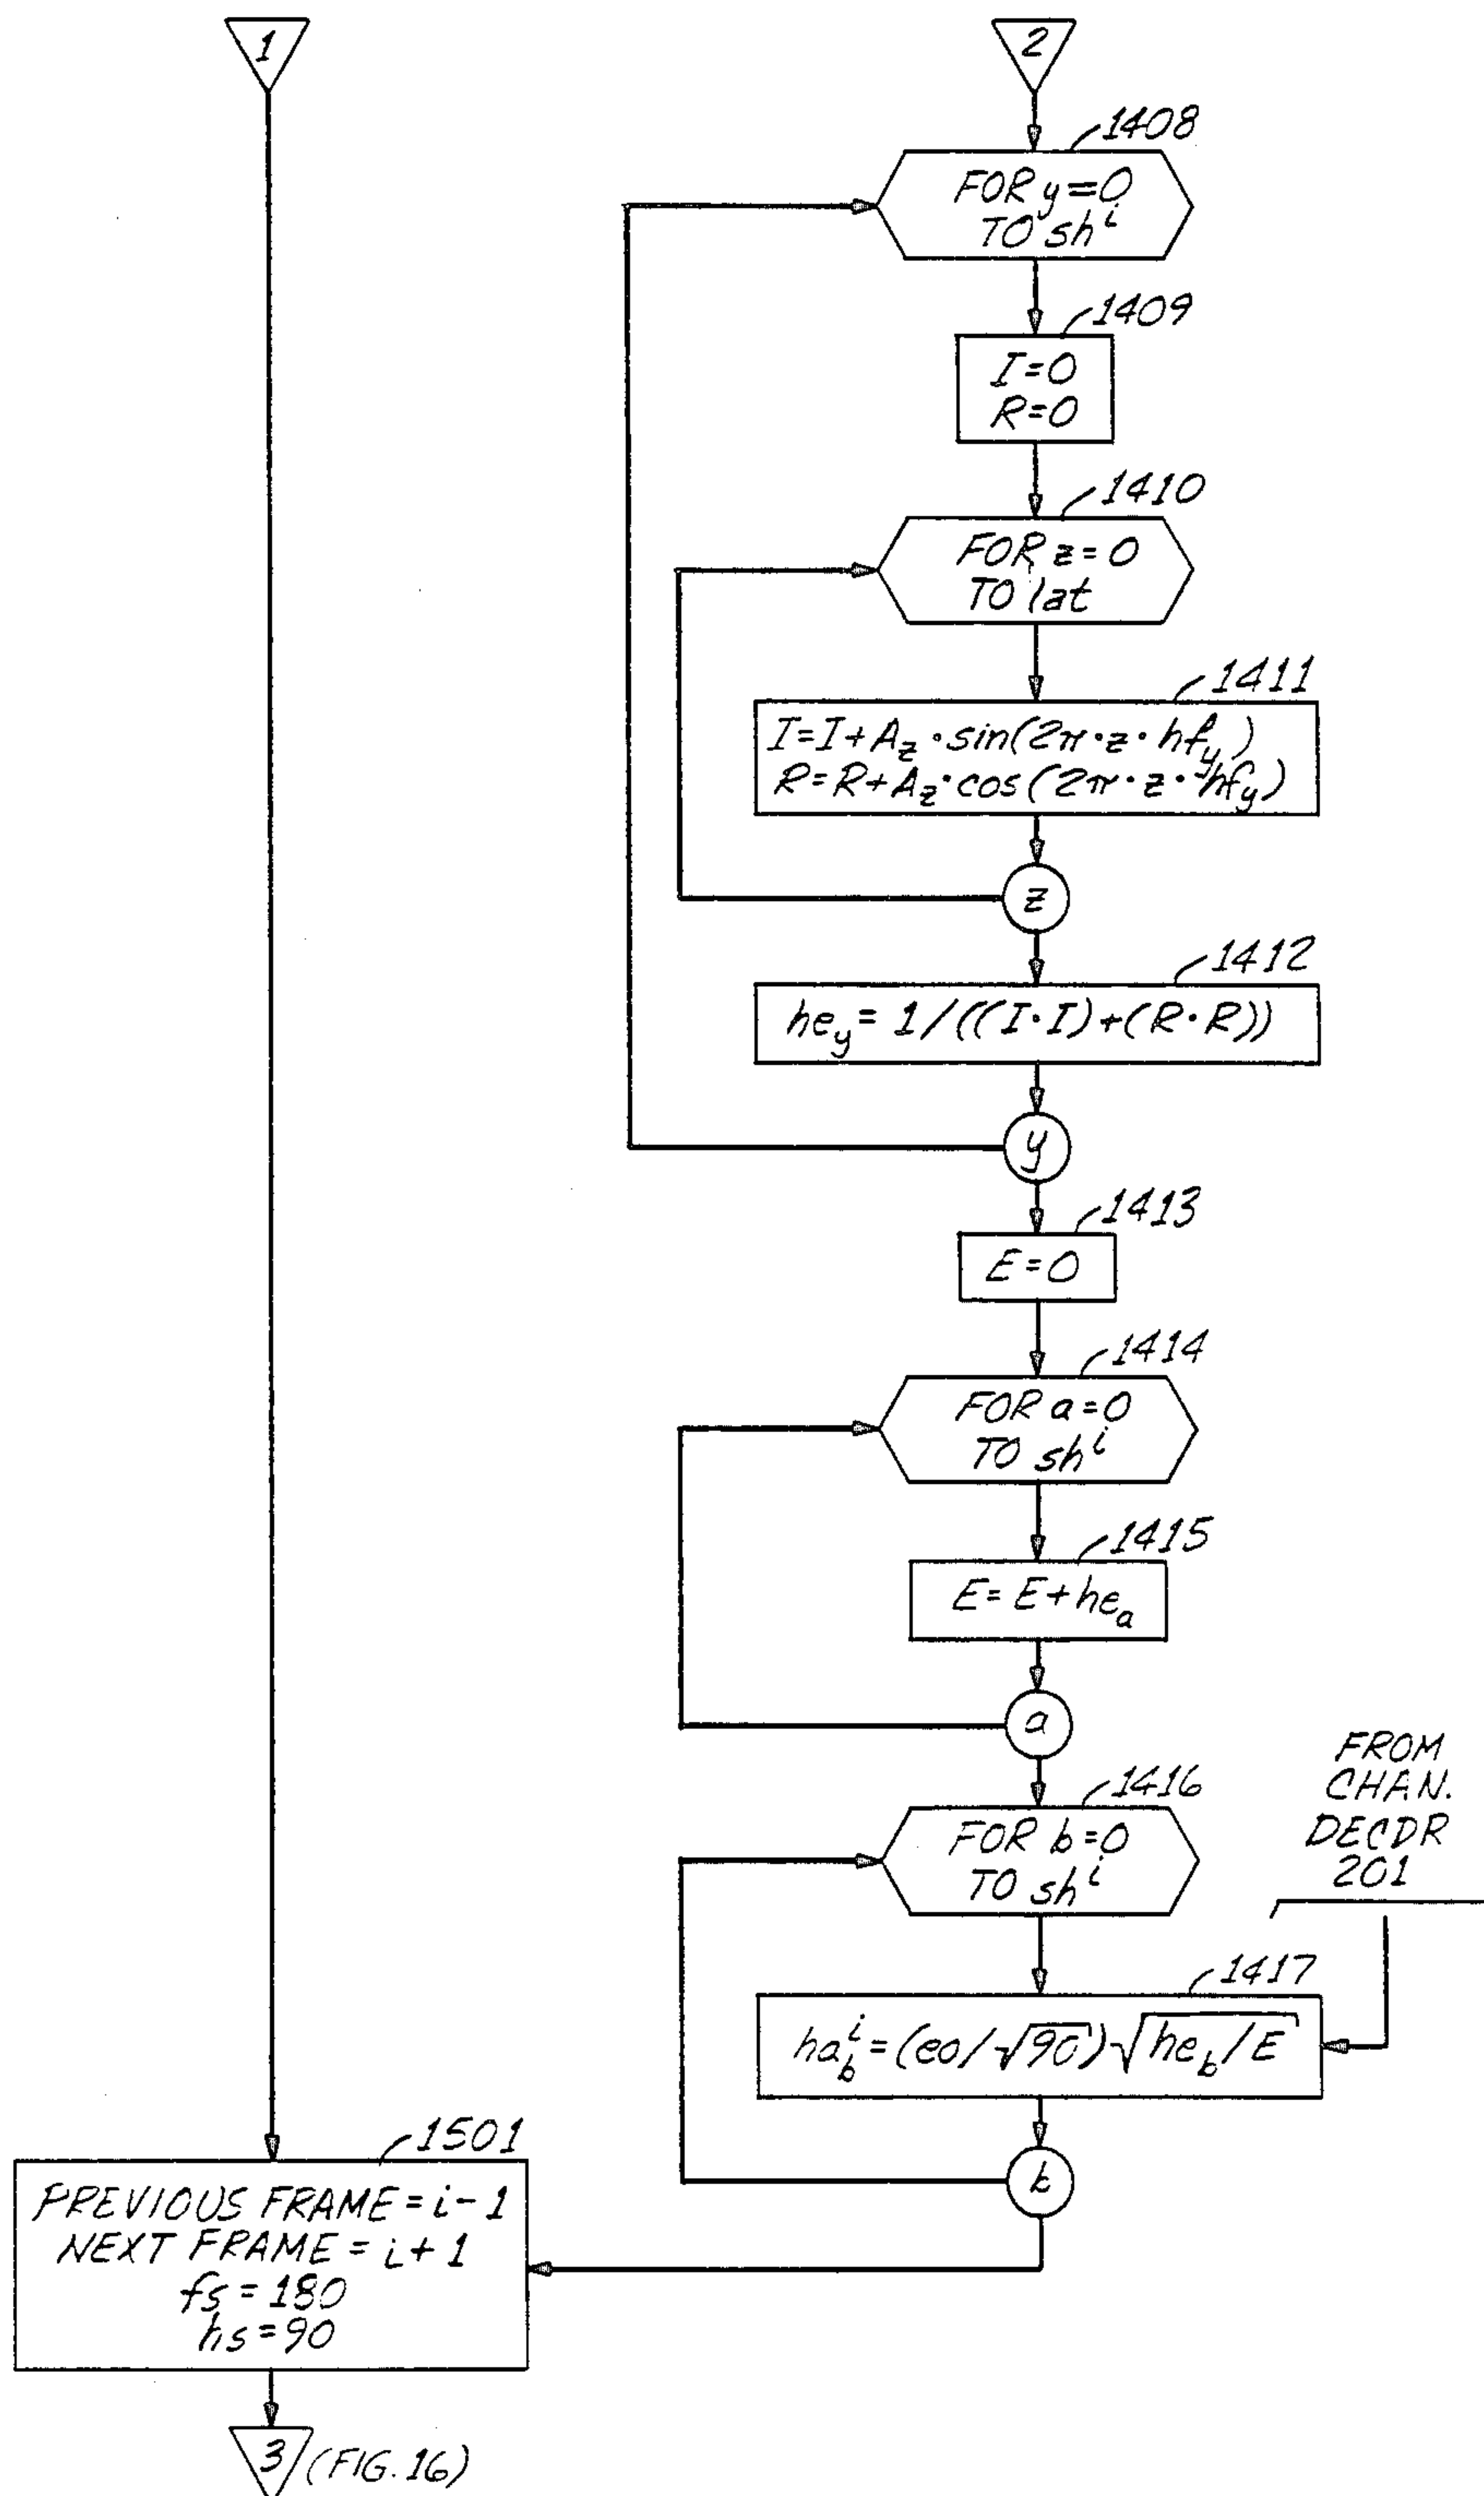 1
2
1408
FOR y=0
TO shⁱ
1409
I=0
R=0
1410
FOR z=0
TO lat
1411
I=I+A_z·sin(2π·z·hf_y)
R=R+A_z·cos(2π·z·hf_y)
z
1412
he_y=1/((I·I)+(R·R))
y
1413
E=0
1414
FOR a=0
TO shⁱ
1415
E=E+he_a
a
FROM
CHAN.
DECDR
201
1416
FOR b=0
TO shⁱ
1417
ha_b^i=(eo/√90)√he_b/E
b
1501
PREVIOUS FRAME=i-1
NEXT FRAME=i+1
fs=180
hs=90
3 (FIG. 16)